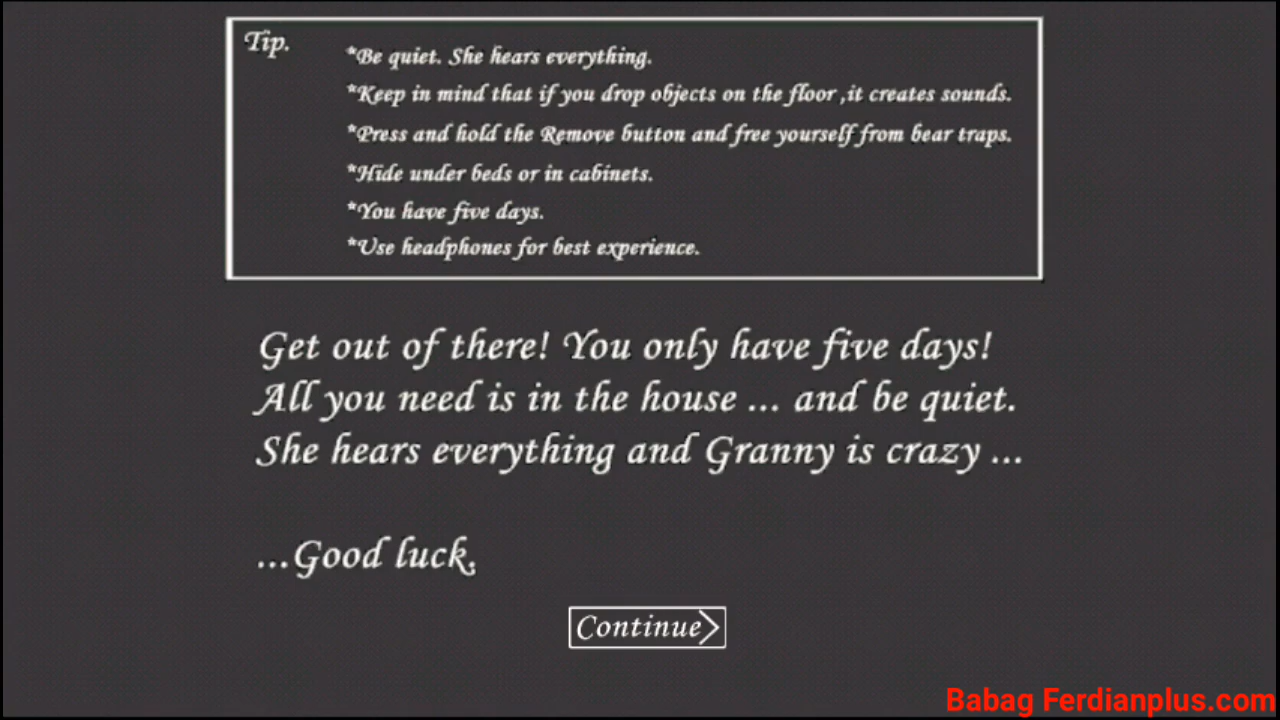 Tip.
*Be quiet. She hears everything.
*Keep in mind that if you drop objects on the floor ,it creates sounds.
*Press and hold the Remove button and free yourself from bear traps.
*Hide under beds or in cabinets.
*You have five days.
*Use headphones for best experience.
Get out of there! You only have five days!
All you need is in the house ... and be quiet.
She hears everything and Granny is crazy ...
...Good luck.
Continue>
Babag Ferdianplus.com